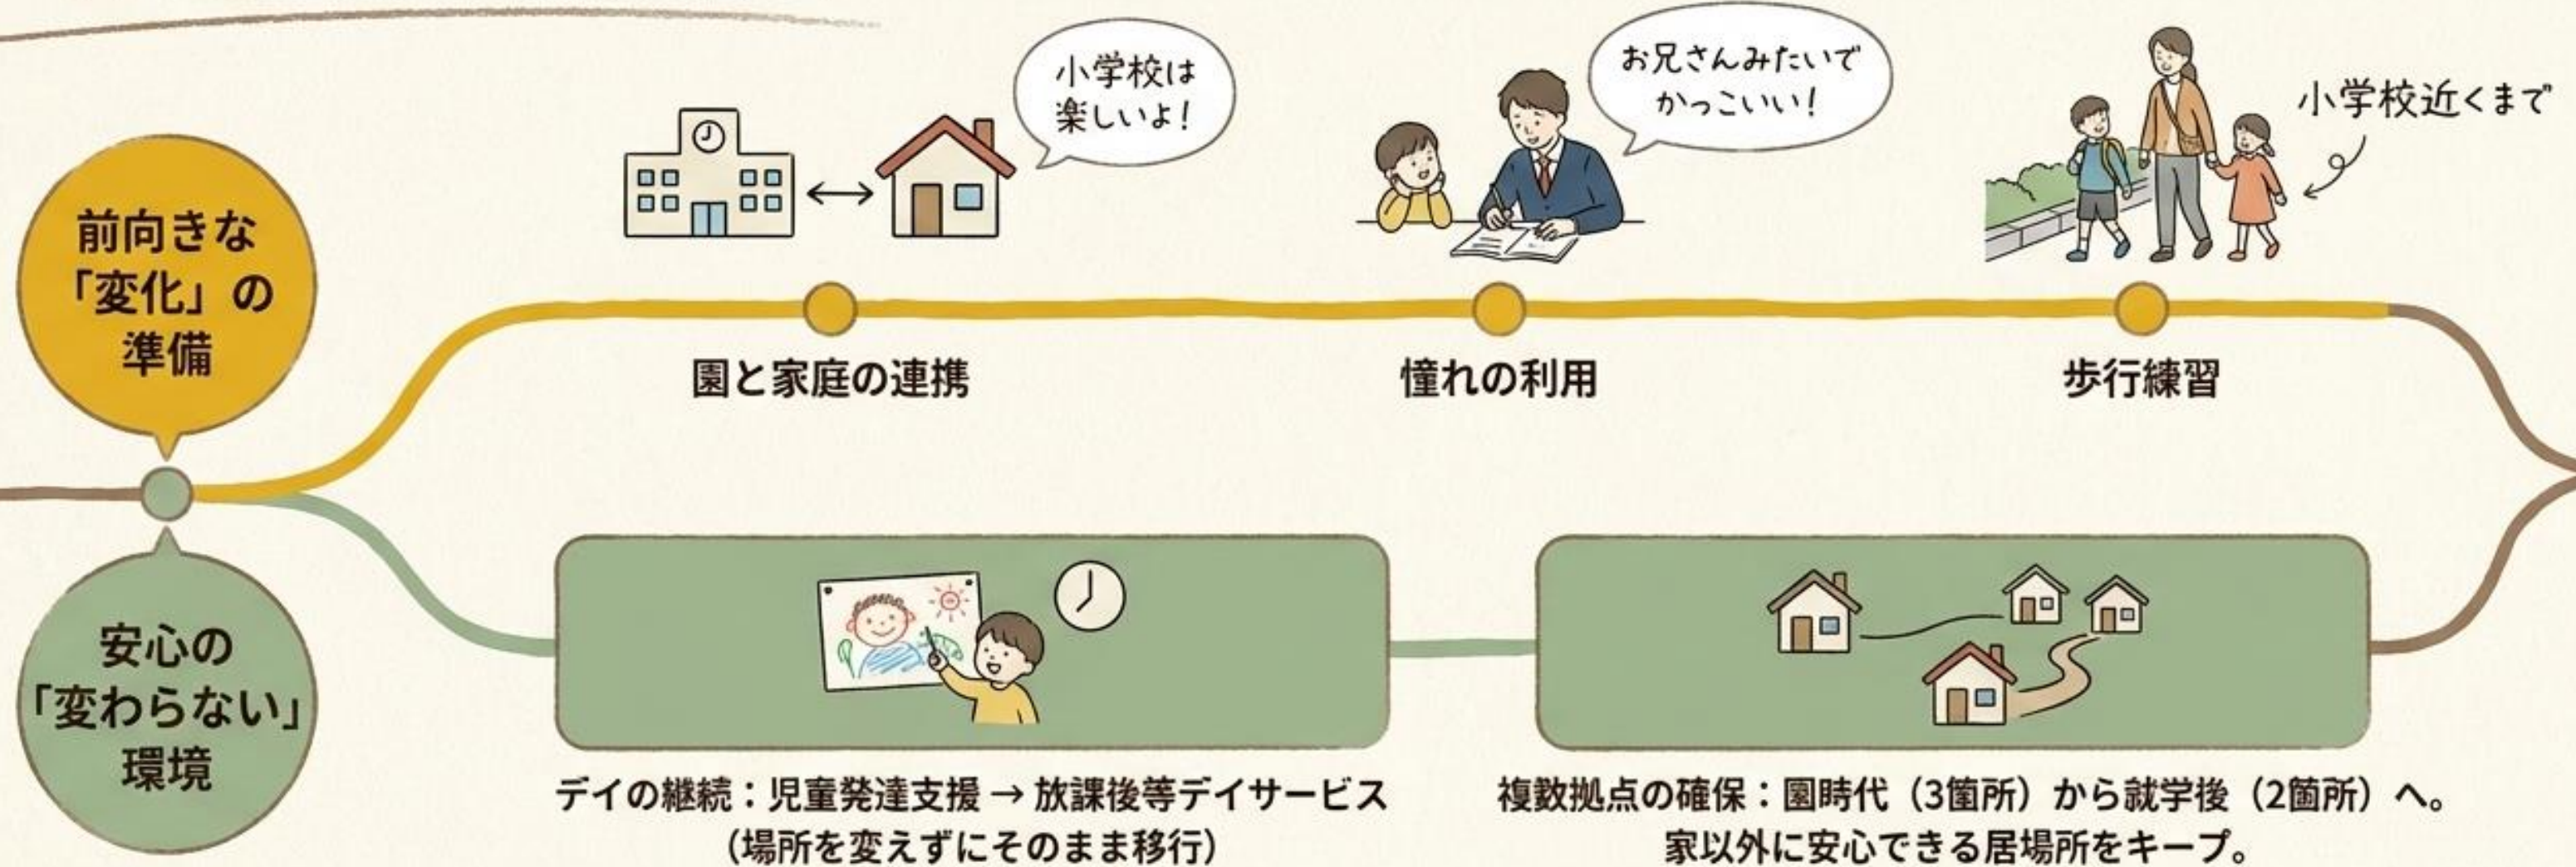 小学校は
楽しいよ!
お兄さんみたいで
かっこいい!
小学校近くまで
前向きな
「変化」の
準備
園と家庭の連携
憧れの利用
歩行練習
安心の
「変わらない」
環境
デイの継続：児童発達支援 → 放課後等デイサービス
（場所を変えずにそのまま移行）
複数拠点の確保：園時代（3箇所）から就学後（2箇所）へ。
家以外に安心できる居場所をキープ。